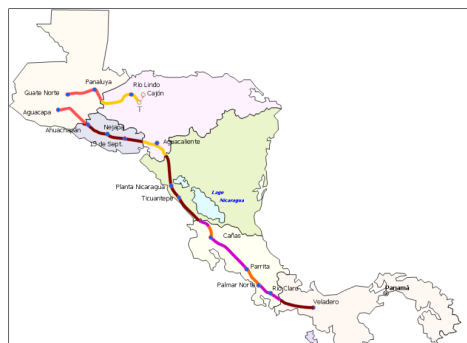 Panaluya
Río Lindo
Guate Norte
Cajón
T
Aguacapa
Ahuachapán
Nejapa
15 de Sept.
Aguacaliente
Planta Nicaragua
Lago
Nicaragua
Ticuantepe
Cañas
Parrita
Palmar Norte
Río Claro
Panamá
Veladero